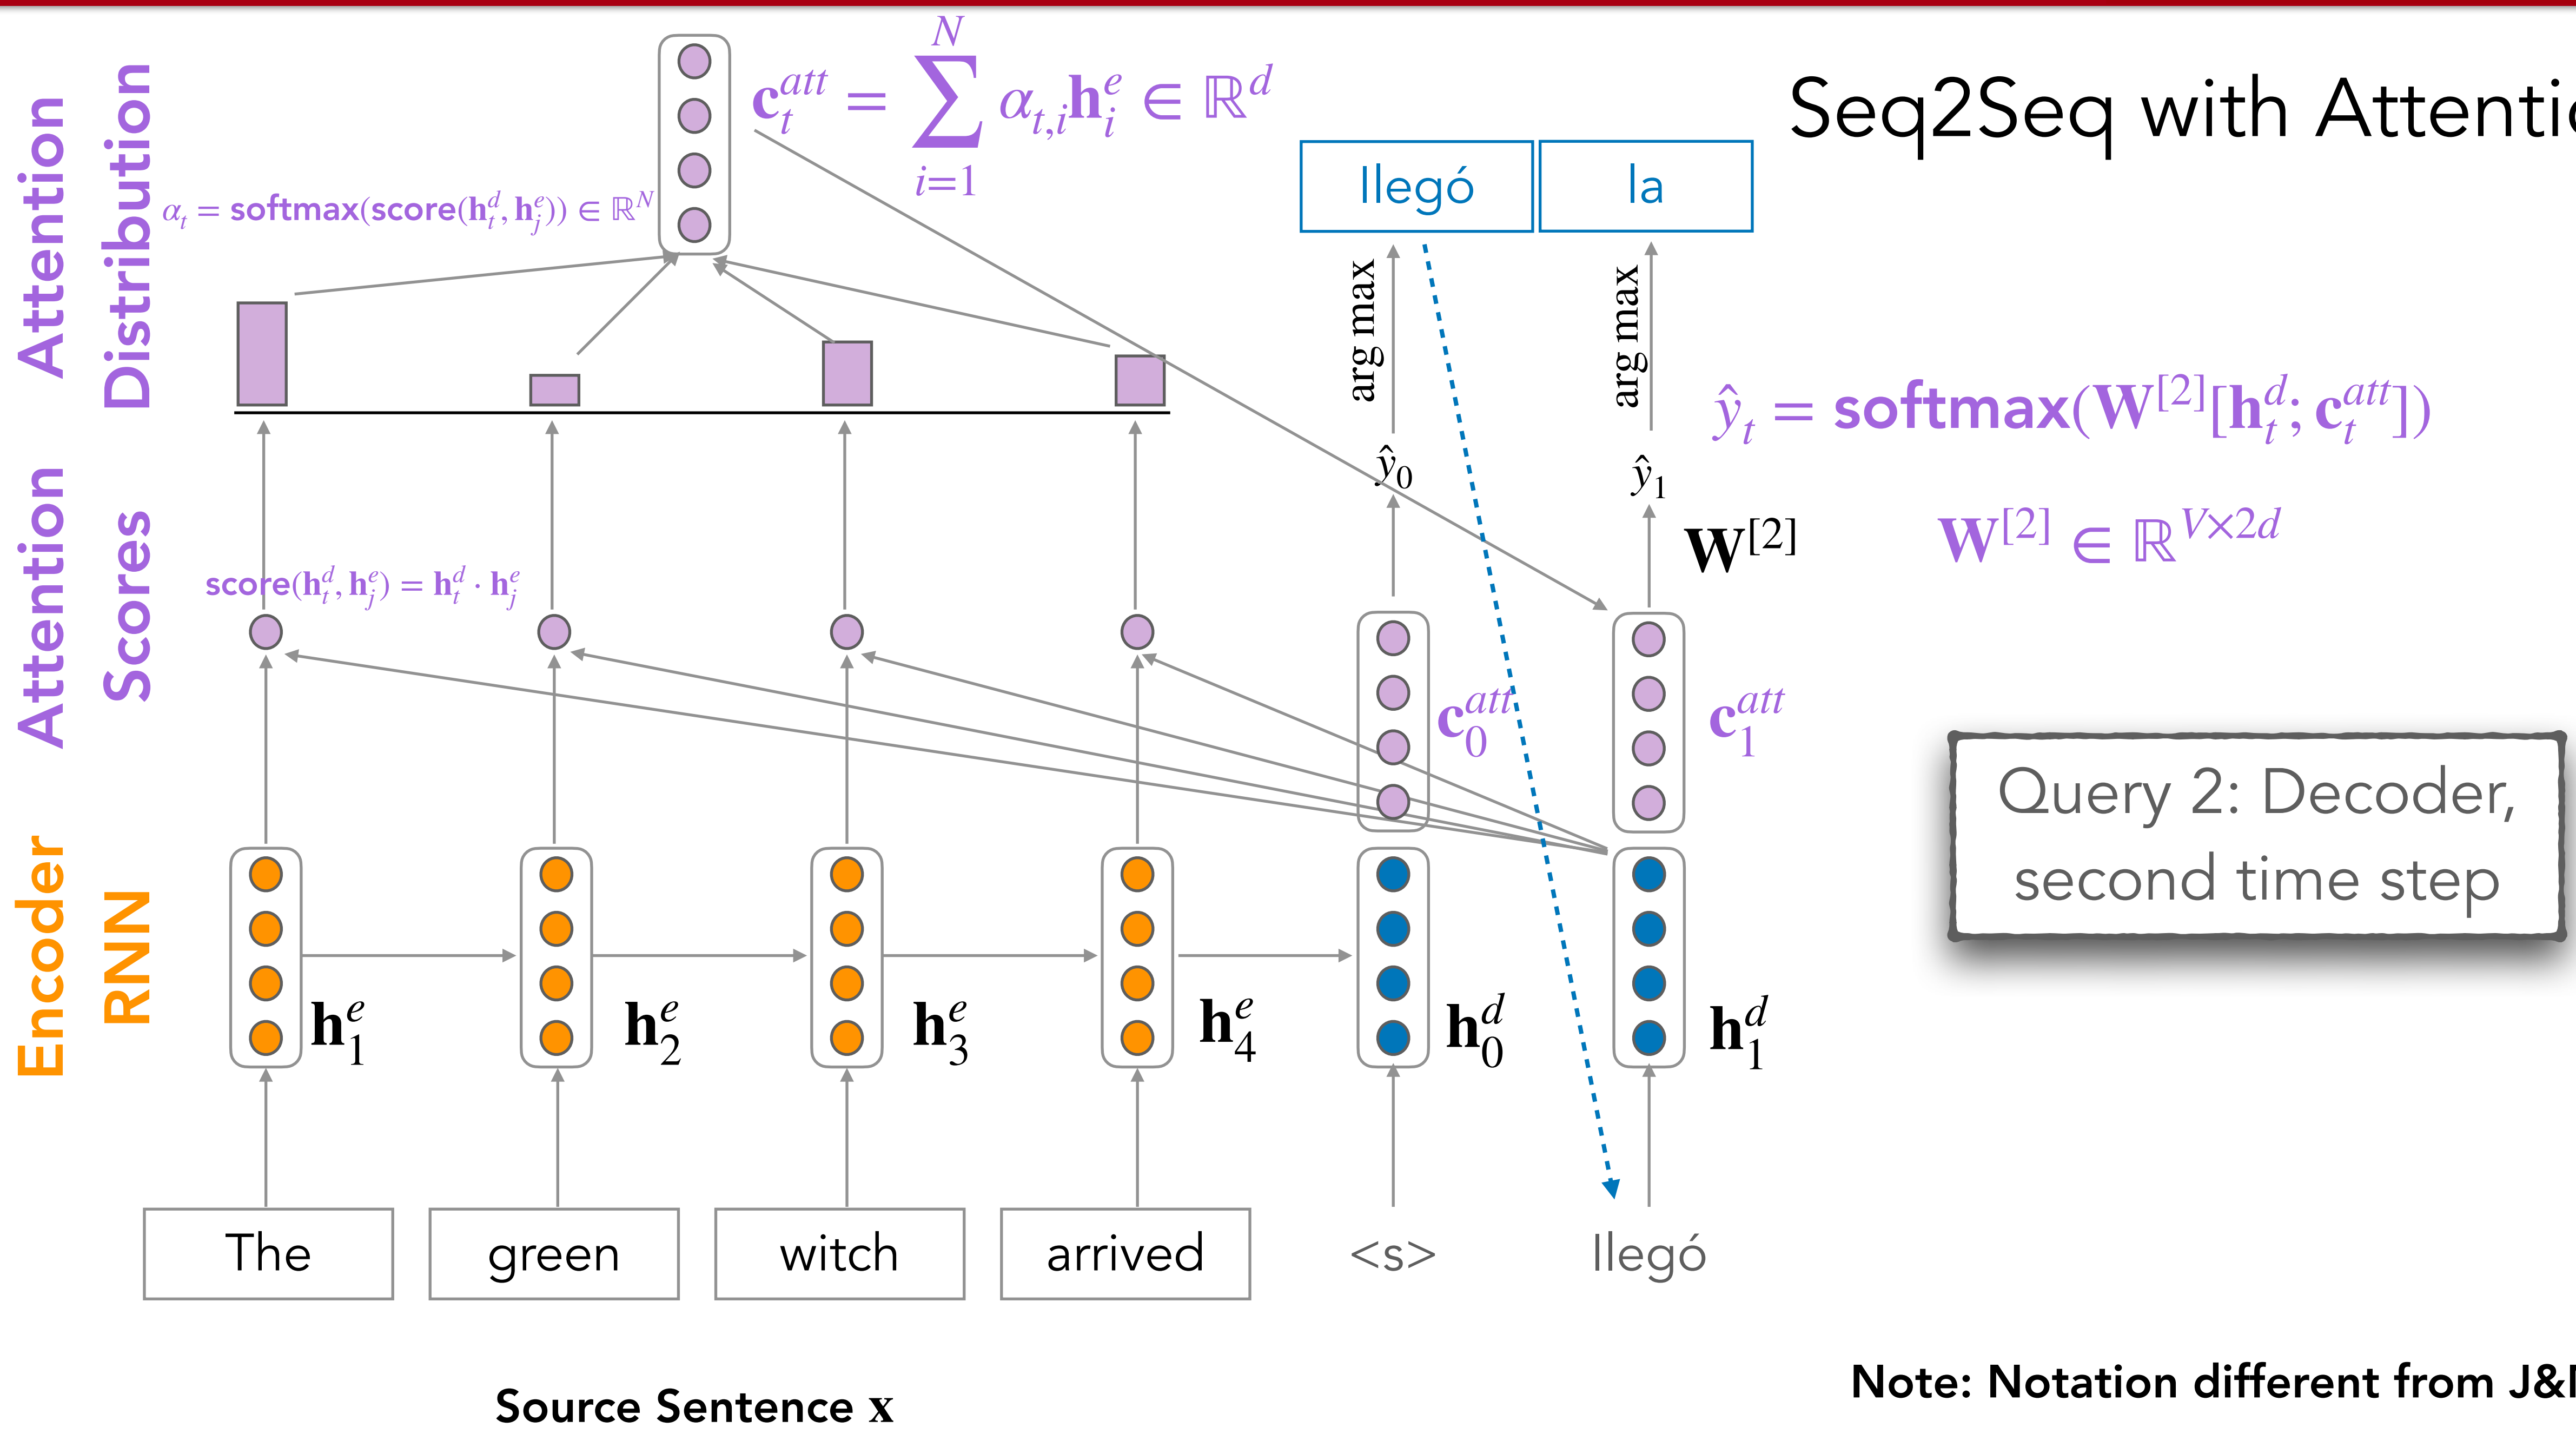 Seq2Seq with Attentio
Attention
Distribution
c_t^{att} = \sum_{i=1}^{N} α_{t,i} h_i^e ∈ ℝ^d
α_t = softmax(score(h_t^d, h_j^e)) ∈ ℝ^N
llegó
la
arg max
arg max
ŷ_t = softmax(W^{[2]}[h_t^d; c_t^{att}])
ŷ_0
ŷ_1
W^{[2]}
W^{[2]} ∈ ℝ^{V×2d}
Attention
Scores
score(h_t^d, h_j^e) = h_t^d · h_j^e
c_0^{att}
c_1^{att}
Query 2: Decoder,
second time step
Encoder
RNN
h_1^e
h_2^e
h_3^e
h_4^e
h_0^d
h_1^d
The
green
witch
arrived
<s>
llegó
Source Sentence x
Note: Notation different from J&